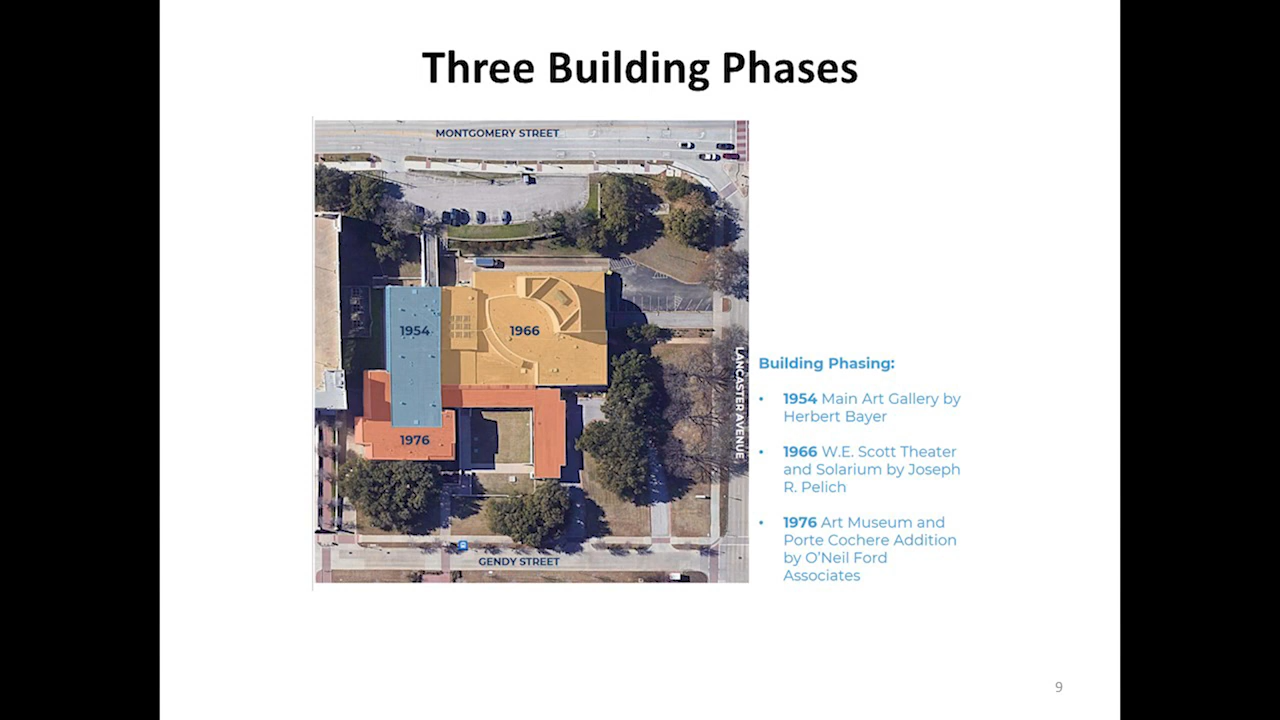 Three Building Phases
MONTGOMERY STREET
1954
1966
1976
LANCASTER AVENUE
GENDY STREET
Building Phasing:
• 1954 Main Art Gallery by
Herbert Bayer
• 1966 W.E. Scott Theater
and Solarium by Joseph
R. Pelich
• 1976 Art Museum and
Porte Cochere Addition
by O'Neil Ford
Associates
9